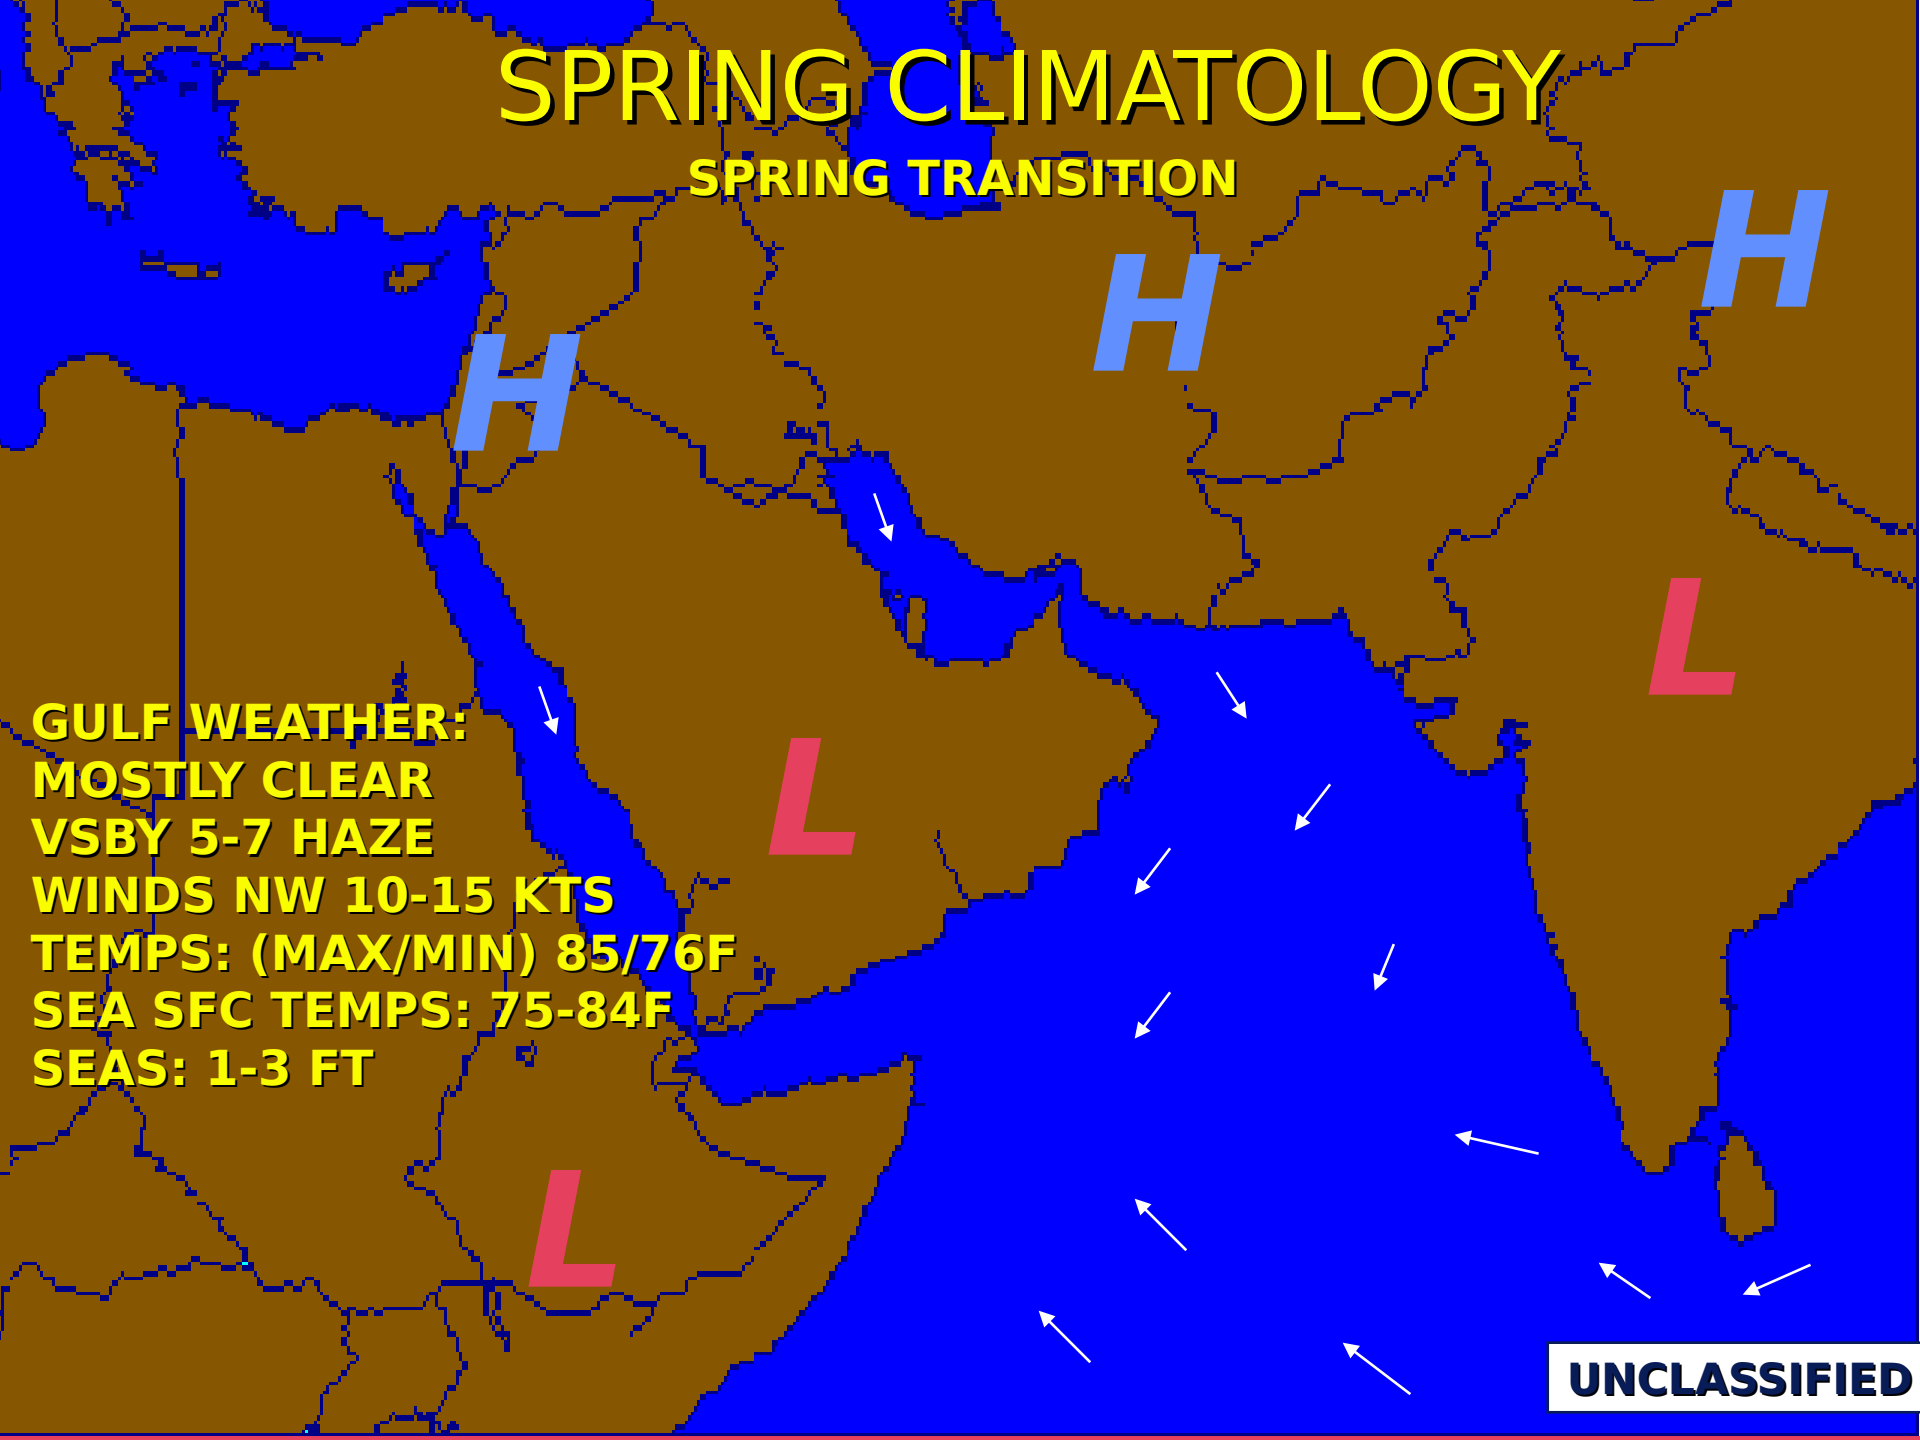 SPRING CLIMATOLOGY
SPRING TRANSITION
H
H
H
L
L
L
GULF WEATHER:
MOSTLY CLEAR
VSBY 5-7 HAZE
WINDS NW 10-15 KTS
TEMPS: (MAX/MIN) 85/76F
SEA SFC TEMPS: 75-84F
SEAS: 1-3 FT
UNCLASSIFIED